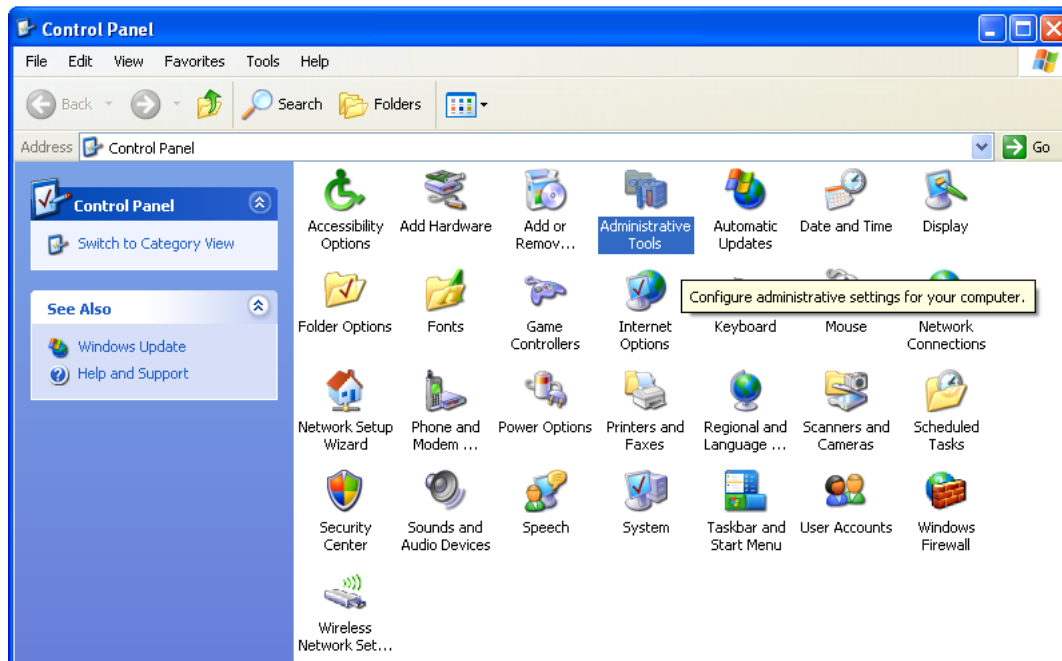 Control Panel
File Edit View Favorites Tools Help
Back Search Folders
Address Control Panel Go
Control Panel
Switch to Category View
See Also
Windows Update
Help and Support
Accessibility Options
Add Hardware
Add or Remov...
Administrative Tools
Automatic Updates
Date and Time
Display
Configure administrative settings for your computer.
Folder Options
Fonts
Game Controllers
Internet Options
Keyboard
Mouse
Network Connections
Network Setup Wizard
Phone and Modem ...
Power Options
Printers and Faxes
Regional and Language ...
Scanners and Cameras
Scheduled Tasks
Security Center
Sounds and Audio Devices
Speech
System
Taskbar and Start Menu
User Accounts
Windows Firewall
Wireless Network Set...